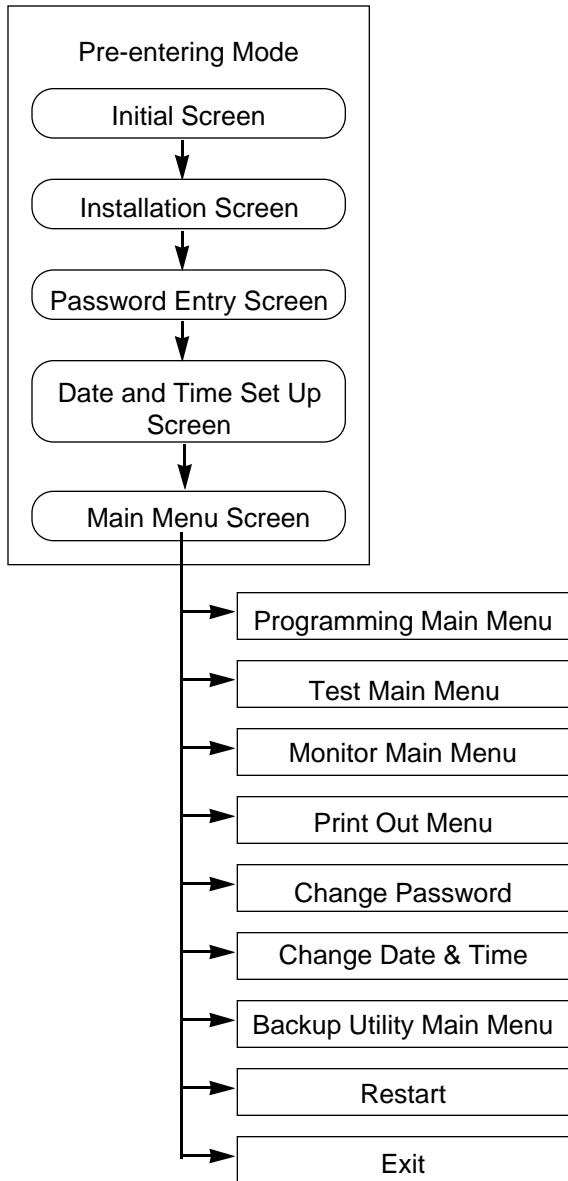 Pre-entering Mode
Initial Screen
Installation Screen
Password Entry Screen
Date and Time Set Up
Screen
Main Menu Screen
Programming Main Menu
Test Main Menu
Monitor Main Menu
Print Out Menu
Change Password
Change Date & Time
Backup Utility Main Menu
Restart
Exit